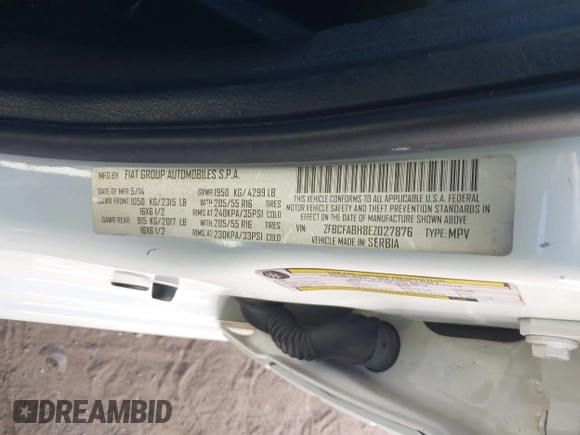 MFD BY: FIAT GROUP AUTOMOBILES S.P.A.
DATE OF MFR 5/14 GVWR 1950 KG/4299 LB
GAWR FRONT: 1050 KG/2315 LB WITH 205/55 R16
16X6 1/2 RIMS AT: 240KPA/35PSI COLD
GAWR REAR: 915 KG/2017 LB WITH 205/55 R16
16X6 1/2 RIMS AT: 230KPA/33PSI COLD
THIS VEHICLE CONFORMS TO ALL APPLICABLE U.S.A. FEDERAL
MOTOR VEHICLE SAFETY, BUMPER, AND THEFT PREVENTION
STANDARDS IN EFFECT ON THE DATE OF MANUFACTURE SHOWN ABOVE
VIN: ZFBCFABH8EZ027876 TYPE: MPV
VEHICLE MADE IN: SERBIA
DREAMBID